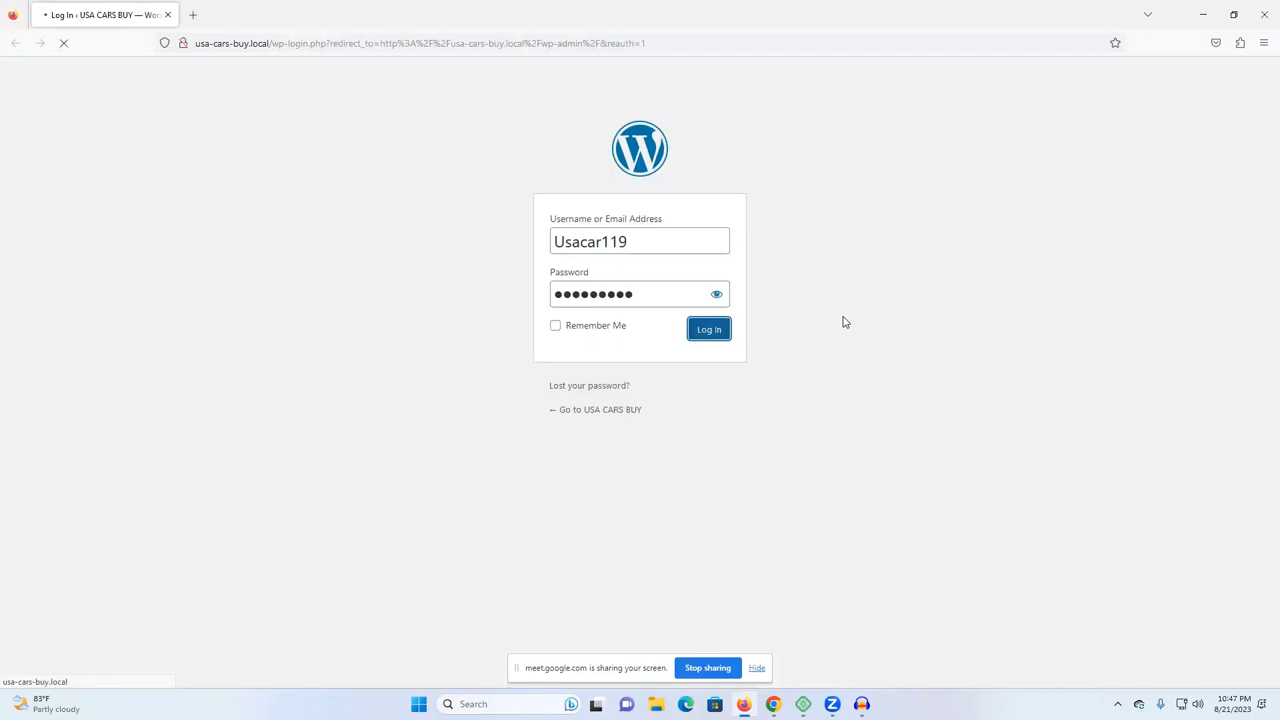 Log In ‹ USA CARS BUY — Wor
usa-cars-buy.local/wp-login.php?redirect_to=http%3A%2F%2Fusa-cars-buy.local%2Fwp-admin%2F&reauth=1
Username or Email Address
Usacar119
Password
Remember Me
Log In
Lost your password?
← Go to USA CARS BUY
meet.google.com is sharing your screen.
Stop sharing
Hide
usa-cars-buy.local
83°F
Partly cloudy
Search
10:47 PM
8/21/2023